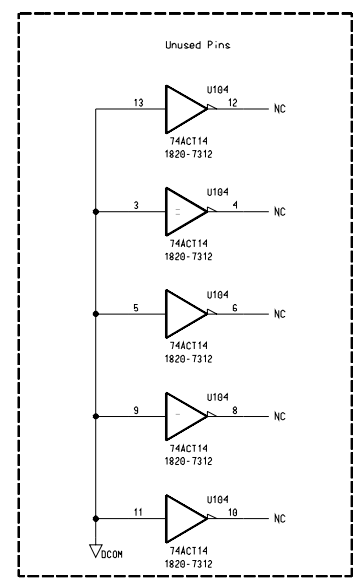 Unused Pins
U104
13 12 NC
74ACT14
1820-7312
U104
3 4 NC
74ACT14
1820-7312
U104
5 6 NC
74ACT14
1820-7312
U104
9 8 NC
74ACT14
1820-7312
U104
11 10 NC
74ACT14
1820-7312
DCOM